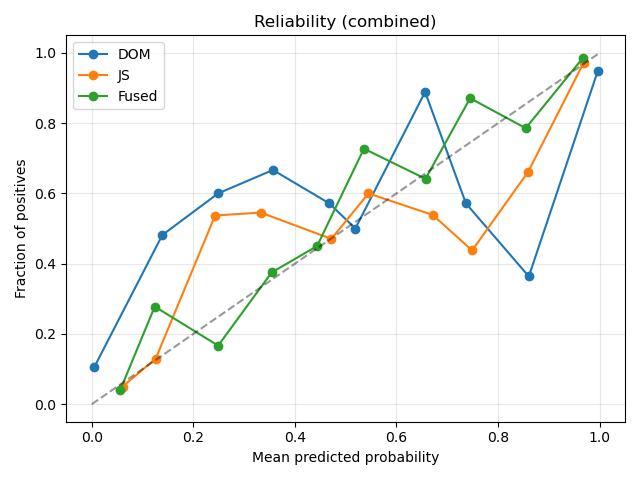 Reliability (combined)
DOM
JS
Fused
Fraction of positives
1.0
0.8
0.6
0.4
0.2
0.0
0.0 0.2 0.4 0.6 0.8 1.0
Mean predicted probability